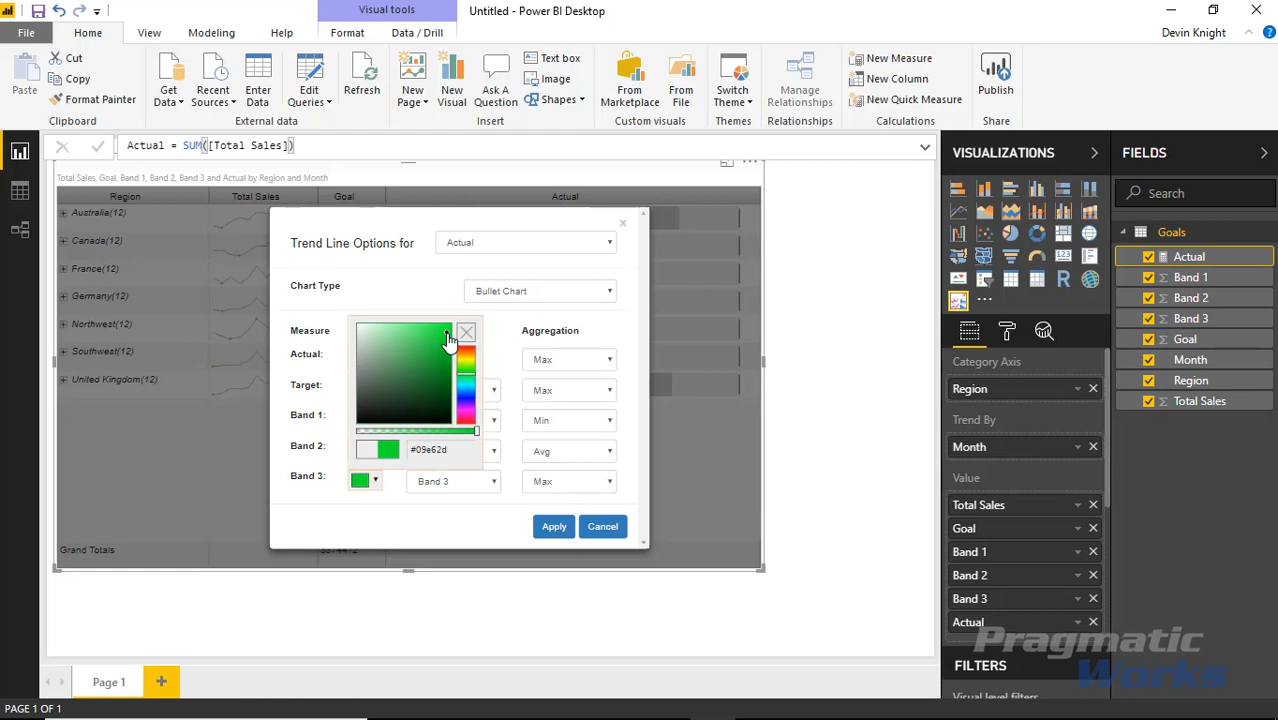 Visual tools
Untitled - Power BI Desktop
File
Home
View
Modeling
Help
Format
Data / Drill
Devin Knight
Paste
Cut
Copy
Format Painter
Clipboard
Get Data
Recent Sources
Enter Data
Edit Queries
Refresh
External data
New Page
New Visual
Ask A Question
Text box
Image
Shapes
Insert
From Marketplace
From File
Custom visuals
Switch Theme
Themes
Manage Relationships
Relationships
New Measure
New Column
New Quick Measure
Calculations
Publish
Share
Actual = SUM([Total Sales])
Total Sales, Goal, Band 1, Band 2, Band 3 and Actual by Region and Month
Region
Total Sales
Goal
Actual
Australia(12)
Canada(12)
France(12)
Germany(12)
Northwest(12)
Southwest(12)
United Kingdom(12)
Grand Totals
3374412
Trend Line Options for
Actual
Chart Type
Bullet Chart
Measure
Aggregation
Actual:
Max
Target:
Max
Band 1:
Min
Band 2:
Avg
Band 3:
Band 3
Max
#09e62d
Apply
Cancel
VISUALIZATIONS
Category Axis
Region
Trend By
Month
Value
Total Sales
Goal
Band 1
Band 2
Band 3
Actual
FILTERS
Visual level filters
FIELDS
Search
Goals
Actual
Band 1
Band 2
Band 3
Goal
Month
Region
Total Sales
Pragmatic
Works
Page 1
PAGE 1 OF 1